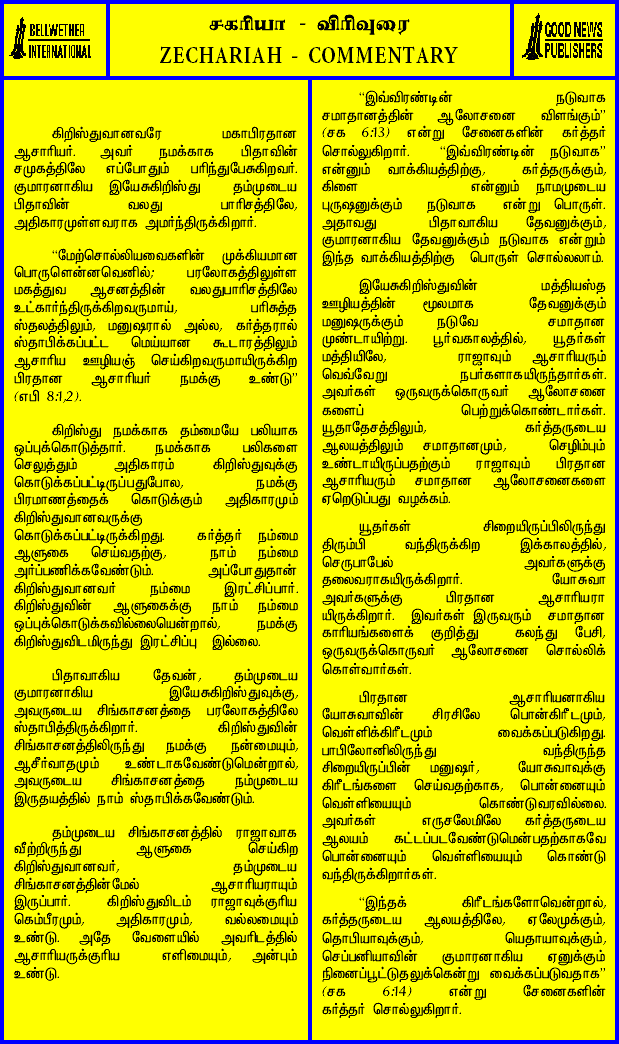 BELLWETHER
INTERNATIONAL
சகரியா - விரிவுரை
ZECHARIAH - COMMENTARY
GOOD NEWS
PUBLISHERS
கிறிஸ்துவானவரே மகாபிரதான
ஆசாரியர். அவர் நமக்காக பிதாவின்
சமுகத்திலே எப்போதும் பரிந்துபேசுகிறவர்.
குமாரனாகிய இயேசுகிறிஸ்து தம்முடைய
பிதாவின் வலது பாரிசத்திலே,
அதிகாரமுள்ளவராக அமர்ந்திருக்கிறார்.
“மேற்சொல்லியவைகளின் முக்கியமான
பொருளென்னவெனில்; பரலோகத்திலுள்ள
மகத்துவ ஆசனத்தின் வலதுபாரிசத்திலே
உட்கார்ந்திருக்கிறவருமாய், பரிசுத்த
ஸ்தலத்திலும், மனுஷரால் அல்ல, கர்த்தரால்
ஸ்தாபிக்கப்பட்ட மெய்யான கூடாரத்திலும்
ஆசாரிய ஊழியஞ் செய்கிறவருமாயிருக்கிற
பிரதான ஆசாரியர் நமக்கு உண்டு”
(எபி 8:1,2).
கிறிஸ்து நமக்காக தம்மையே பலியாக
ஒப்புக்கொடுத்தார். நமக்காக பலிகளை
செலுத்தும் அதிகாரம் கிறிஸ்துவுக்கு
கொடுக்கப்பட்டிருப்பதுபோல, நமக்கு
பிரமாணத்தைக் கொடுக்கும் அதிகாரமும்
கிறிஸ்துவானவருக்கு
கொடுக்கப்பட்டிருக்கிறது. கர்த்தர் நம்மை
ஆளுகை செய்வதற்கு, நாம் நம்மை
அர்ப்பணிக்கவேண்டும். அப்போதுதான்
கிறிஸ்துவானவர் நம்மை இரட்சிப்பார்.
கிறிஸ்துவின் ஆளுகைக்கு நாம் நம்மை
ஒப்புக்கொடுக்கவில்லையென்றால், நமக்கு
கிறிஸ்துவிடமிருந்து இரட்சிப்பு இல்லை.
பிதாவாகிய தேவன், தம்முடைய
குமாரனாகிய இயேசுகிறிஸ்துவுக்கு,
அவருடைய சிங்காசனத்தை பரலோகத்திலே
ஸ்தாபித்திருக்கிறார். கிறிஸ்துவின்
சிங்காசனத்திலிருந்து நமக்கு நன்மையும்,
ஆசீர்வாதமும் உண்டாகவேண்டுமென்றால்,
அவருடைய சிங்காசனத்தை நம்முடைய
இருதயத்தில் நாம் ஸ்தாபிக்கவேண்டும்.
தம்முடைய சிங்காசனத்தில் ராஜாவாக
வீற்றிருந்து ஆளுகை செய்கிற
கிறிஸ்துவானவர், தம்முடைய
சிங்காசனத்தின்மேல் ஆசாரியராயும்
இருப்பார். கிறிஸ்துவிடம் ராஜாவுக்குரிய
கெம்பீரமும், அதிகாரமும், வல்லமையும்
உண்டு. அதே வேளையில் அவரிடத்தில்
ஆசாரியருக்குரிய எளிமையும், அன்பும்
உண்டு.
“இவ்விரண்டின் நடுவாக
சமாதானத்தின் ஆலோசனை விளங்கும்”
(சக 6:13) என்று சேனைகளின் கர்த்தர்
சொல்லுகிறார். “இவ்விரண்டின் நடுவாக”
என்னும் வாக்கியத்திற்கு, கர்த்தருக்கும்,
கிளை என்னும் நாமமுடைய
புருஷனுக்கும் நடுவாக என்று பொருள்.
அதாவது பிதாவாகிய தேவனுக்கும்,
குமாரனாகிய தேவனுக்கும் நடுவாக என்றும்
இந்த வாக்கியத்திற்கு பொருள் சொல்லலாம்.
இயேசுகிறிஸ்துவின் மத்தியஸ்த
ஊழியத்தின் மூலமாக தேவனுக்கும்
மனுஷருக்கும் நடுவே சமாதான
முண்டாயிற்று. பூர்வகாலத்தில், யூதர்கள்
மத்தியிலே, ராஜாவும் ஆசாரியரும்
வெவ்வேறு நபர்களாகயிருந்தார்கள்.
அவர்கள் ஒருவருக்கொருவர் ஆலோசனை
களைப் பெற்றுக்கொண்டார்கள்.
யூதாதேசத்திலும், கர்த்தருடைய
ஆலயத்திலும் சமாதானமும், செழிம்பும்
உண்டாயிருப்பதற்கும் ராஜாவும் பிரதான
ஆசாரியரும் சமாதான ஆலோசனைகளை
ஏறெடுப்பது வழக்கம்.
யூதர்கள் சிறையிருப்பிலிருந்து
திரும்பி வந்திருக்கிற இக்காலத்தில்,
செருபாபேல் அவர்களுக்கு
தலைவராகயிருக்கிறார். யோசுவா
அவர்களுக்கு பிரதான ஆசாரியரா
யிருக்கிறார். இவர்கள் இருவரும் சமாதான
காரியங்களைக் குறித்து கலந்து பேசி,
ஒருவருக்கொருவர் ஆலோசனை சொல்லிக்
கொள்வார்கள்.
பிரதான ஆசாரியனாகிய
யோசுவாவின் சிரசிலே பொன்கிரீடமும்,
வெள்ளிக்கிரீடமும் வைக்கப்படுகிறது.
பாபிலோனிலிருந்து வந்திருந்த
சிறையிருப்பின் மனுஷர், யோசுவாவுக்கு
கிரீடங்களை செய்வதற்காக, பொன்னையும்
வெள்ளியையும் கொண்டுவரவில்லை.
அவர்கள் எருசலேமிலே கர்த்தருடைய
ஆலயம் கட்டப்படவேண்டுமென்பதற்காகவே
பொன்னையும் வெள்ளியையும் கொண்டு
வந்திருக்கிறார்கள்.
“இந்தக் கிரீடங்களோவென்றால்,
கர்த்தருடைய ஆலயத்திலே, ஏலேமுக்கும்,
தொபியாவுக்கும், யெதாயாவுக்கும்,
செப்பனியாவின் குமாரனாகிய ஏனுக்கும்
நினைப்பூட்டுதலுக்கென்று வைக்கப்படுவதாக”
(சக 6:14) என்று சேனைகளின்
கர்த்தர் சொல்லுகிறார்.